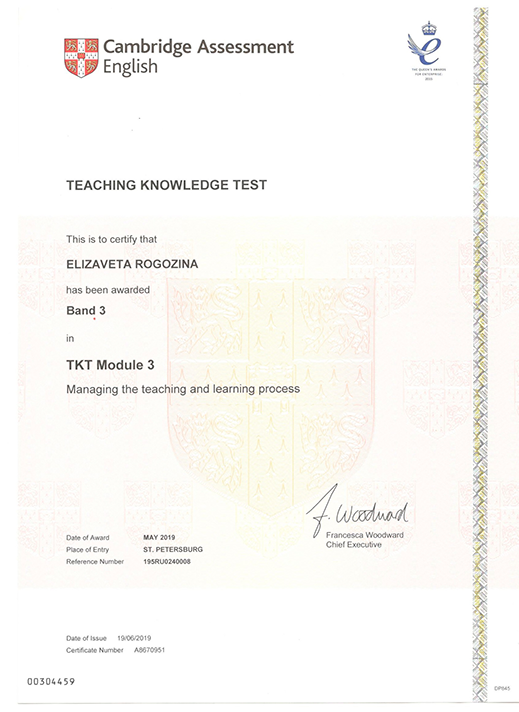 Cambridge Assessment
English
THE QUEEN'S AWARDS
FOR ENTERPRISE
TEACHING KNOWLEDGE TEST
This is to certify that
ELIZAVETA ROGOZINA
has been awarded
Band 3
in
TKT Module 3
Managing the teaching and learning process
F. Woodward
Francesca Woodward
Chief Executive
Date of Award MAY 2019
Place of Entry ST. PETERSBURG
Reference Number 195RU0240008
Date of Issue 19/06/2019
Certificate Number A8670951
00304459
DP645